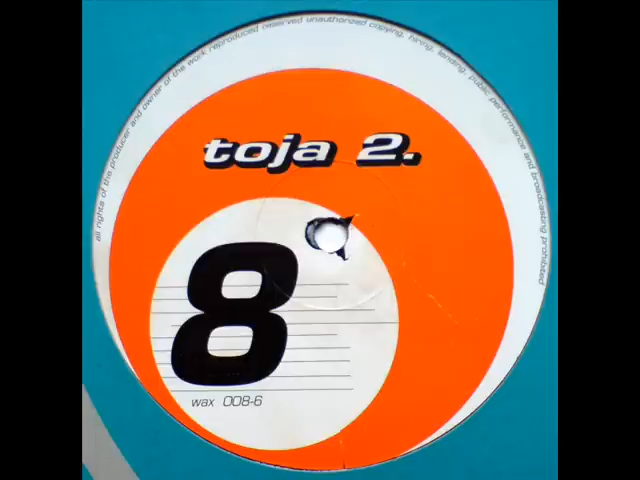 all rights of the producer and owner of the work reproduced reserved unauthorized copying, hiring, lending, public performance and broadcasting prohibited
toja 2.
8
wax 008-6